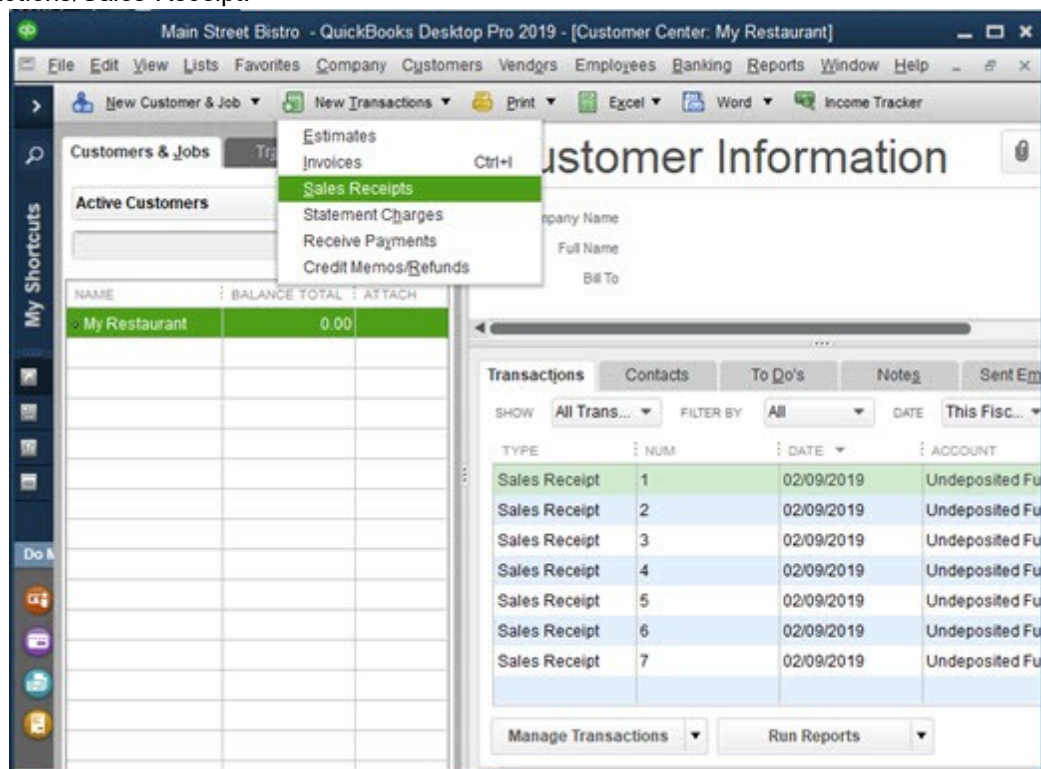 Main Street Bistro - QuickBooks Desktop Pro 2019 - [Customer Center: My Restaurant]
File Edit View Lists Favorites Company Customers Vendors Employees Banking Reports Window Help
New Customer & Job New Transactions Print Excel Word Income Tracker
Estimates
Invoices Ctrl+I
Sales Receipts
Statement Charges
Receive Payments
Credit Memos/Refunds
My Shortcuts
Customers & Jobs
Active Customers
NAME BALANCE TOTAL ATTACH
My Restaurant 0.00
Information
Full Name
Bill To
Transactions Contacts To Do's Notes Sent Em
SHOW All Trans... FILTER BY All DATE This Fisc...
TYPE NUM DATE ACCOUNT
Sales Receipt 1 02/09/2019 Undeposited Fu
Sales Receipt 2 02/09/2019 Undeposited Fu
Sales Receipt 3 02/09/2019 Undeposited Fu
Sales Receipt 4 02/09/2019 Undeposited Fu
Sales Receipt 5 02/09/2019 Undeposited Fu
Sales Receipt 6 02/09/2019 Undeposited Fu
Sales Receipt 7 02/09/2019 Undeposited Fu
Manage Transactions Run Reports